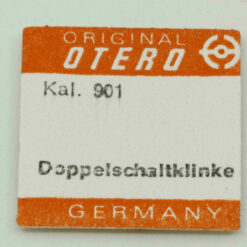 ORIGINAL
OTERO
Kal. 901
Doppelschaltklinke
GERMANY